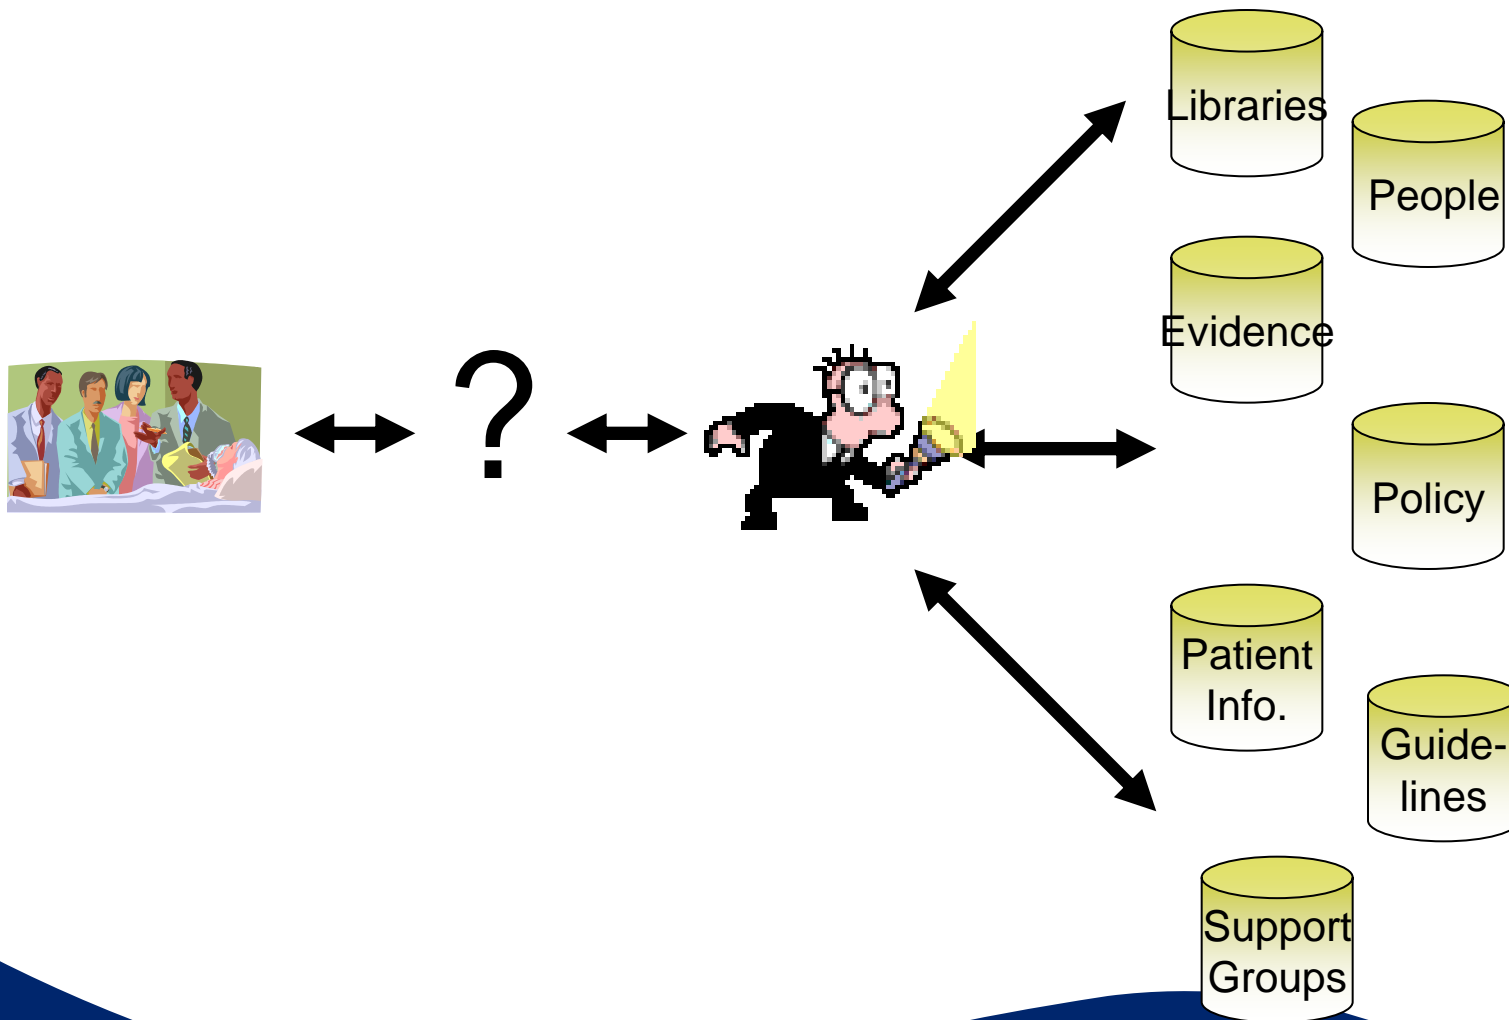 Libraries
People
Evidence
?
Policy
Patient
Info.
Guide-
lines
Support
Groups